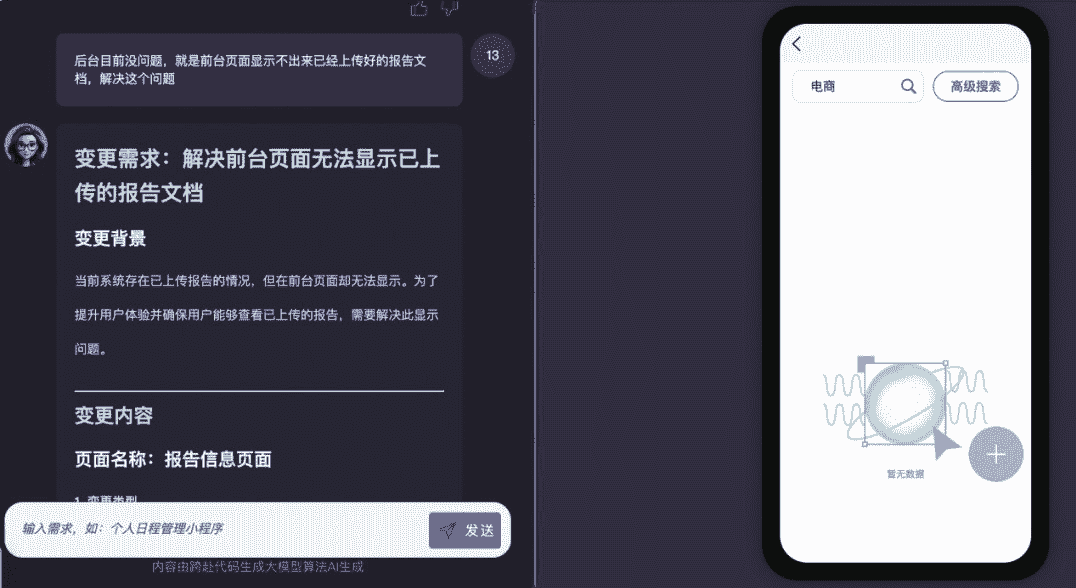 后台目前没问题，就是前台页面显示不出来已经上传好的报告文
档，解决这个问题
13
变更需求：解决前台页面无法显示已上
传的报告文档
变更背景
当前系统存在已上传报告的情况，但在前台页面却无法显示。为了
提升用户体验并确保用户能够查看已上传的报告，需要解决此显示
问题。
变更内容
页面名称：报告信息页面
1. 变更类型
输入需求，如：个人日程管理小程序
发送
内容由跨赴代码生成大模型算法AI生成
电商
高级搜索
暂无数据